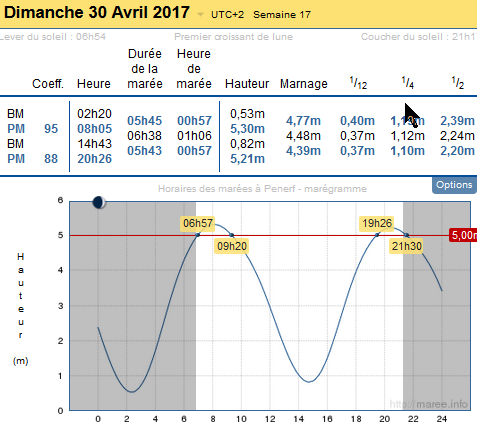 Dimanche 30 Avril 2017 UTC+2 Semaine 17
Lever du soleil : 06h54 Premier croissant de lune Coucher du soleil : 21h1
Durée de la marée
Heure de marée
Coeff. Heure Hauteur Marnage 1/12 1/4 1/2
BM 02h20 0,53m
05h45 00h57 4,77m 0,40m 2,39m
PM 95 08h05 5,30m
06h38 01h06 4,48m 0,37m 1,12m 2,24m
BM 14h43 0,82m
05h43 00h57 4,39m 0,37m 1,10m 2,20m
PM 88 20h26 5,21m
Options
Horaires des marées à Penerf - marégramme
6
06h57 19h26
5 5,00m
09h20 21h30
4
3
2
1
0
Hauteur
(m)
http://maree.info
0 2 4 6 8 10 12 14 16 18 20 22 24